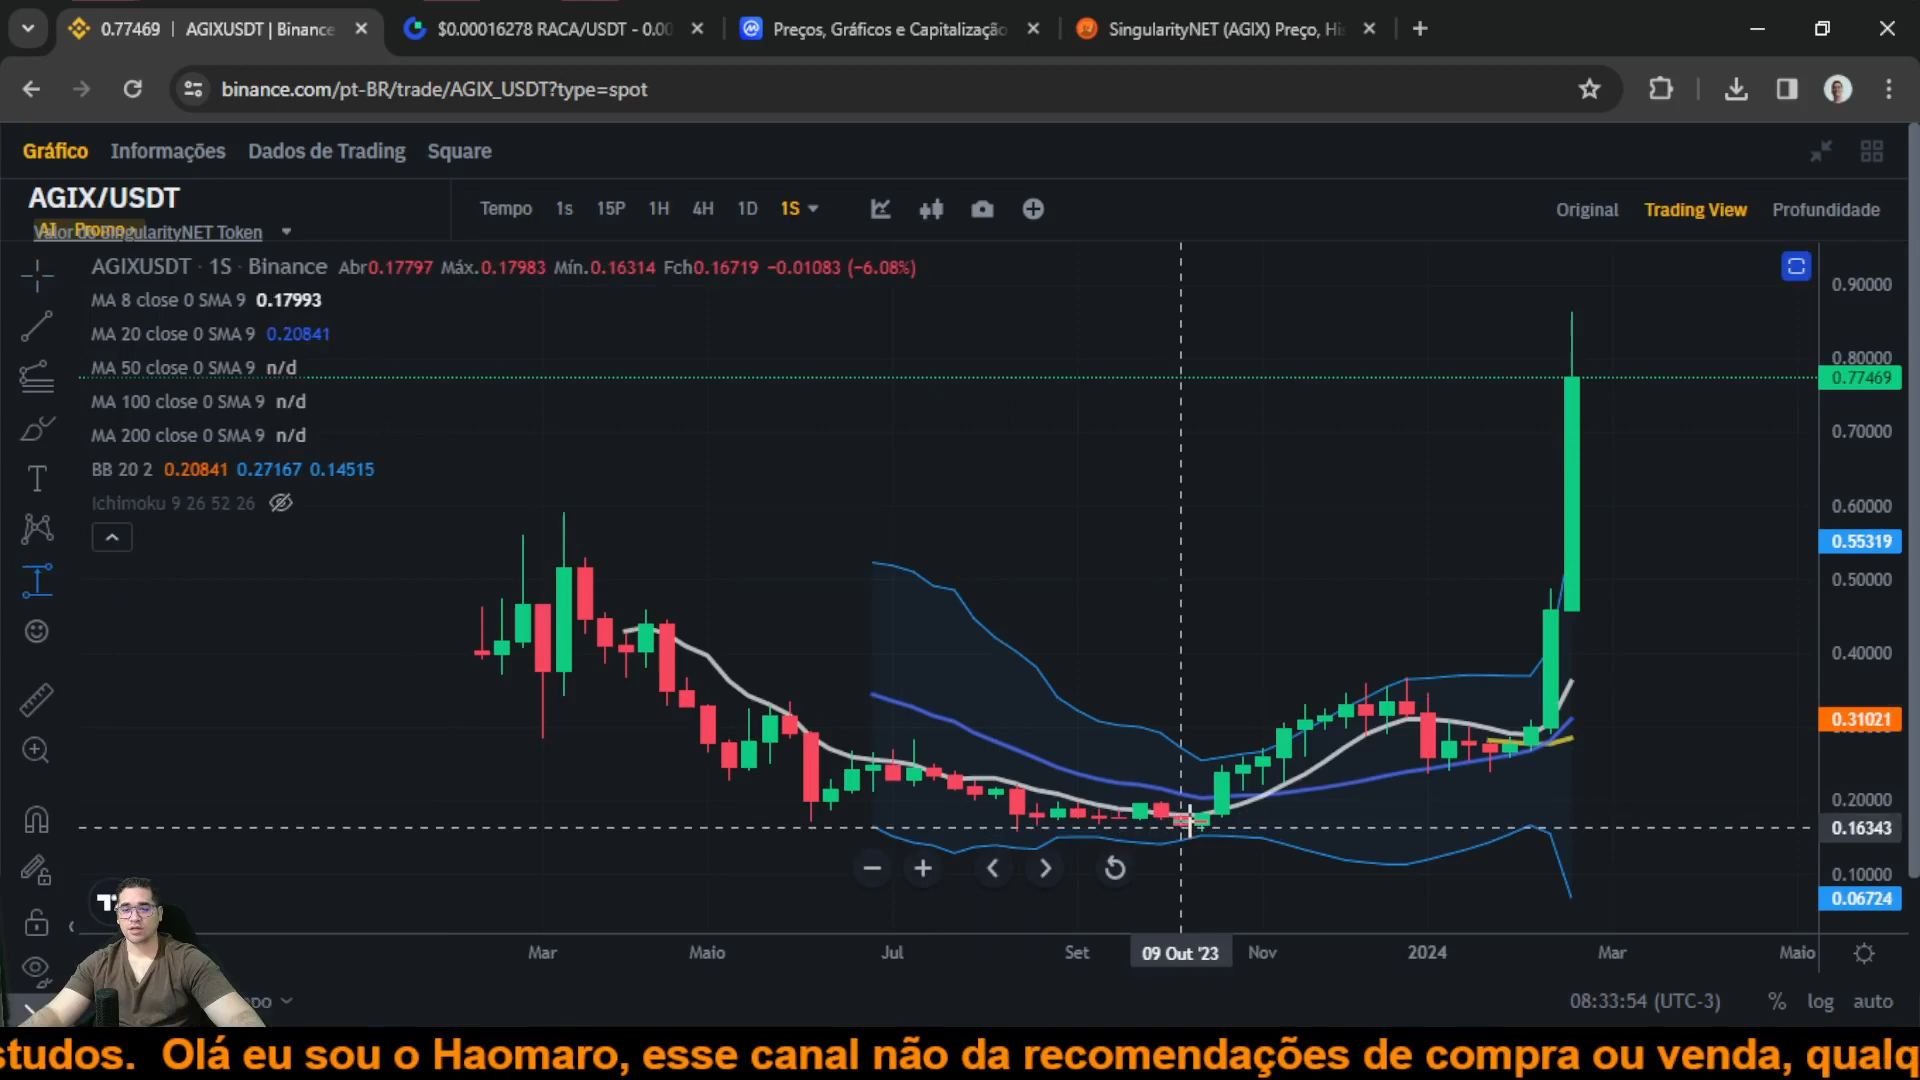 0.77469 | AGIXUSDT | Binance
$0.00016278 RACA/USDT - 0.00
Preços, Gráficos e Capitalização
SingularityNET (AGIX) Preço, His
binance.com/pt-BR/trade/AGIX_USDT?type=spot
Gráfico Informações Dados de Trading Square
AGIX/USDT
AI Promo
Valor do SingularityNET Token
Tempo 1s 15P 1H 4H 1D 1S
Original Trading View Profundidade
AGIXUSDT · 1S · Binance Abr0.17797 Máx.0.17983 Mín.0.16314 Fch0.16719 −0.01083 (−6.08%)
MA 8 close 0 SMA 9 0.17993
MA 20 close 0 SMA 9 0.20841
MA 50 close 0 SMA 9 n/d
MA 100 close 0 SMA 9 n/d
MA 200 close 0 SMA 9 n/d
BB 20 2 0.20841 0.27167 0.14515
Ichimoku 9 26 52 26
0.90000
0.80000
0.77469
0.70000
0.60000
0.55319
0.50000
0.40000
0.31021
0.20000
0.16343
0.10000
0.06724
Mar Maio Jul Set 09 Out '23 Nov 2024 Mar Maio
08:33:54 (UTC-3) % log auto
studos. Olá eu sou o Haomaro, esse canal não da recomendações de compra ou venda, qualq